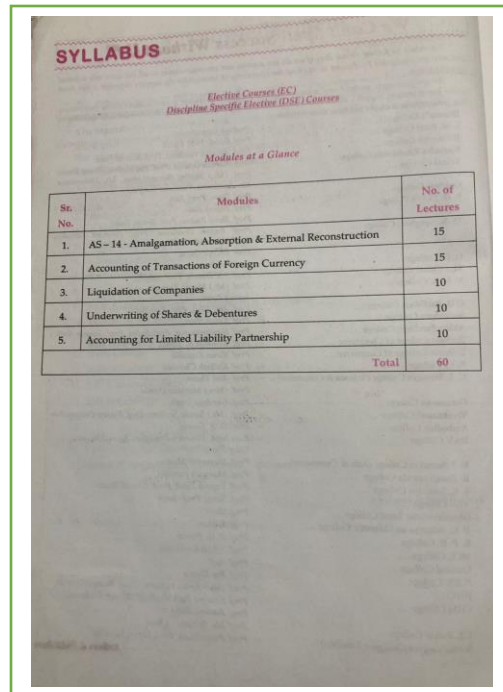 SYLLABUS
Elective Courses (EC)
Discipline Specific Elective (DSE) Courses
Modules at a Glance
Sr. No. Modules No. of Lectures
1. AS – 14 - Amalgamation, Absorption & External Reconstruction 15
2. Accounting of Transactions of Foreign Currency 15
3. Liquidation of Companies 10
4. Underwriting of Shares & Debentures 10
5. Accounting for Limited Liability Partnership 10
Total 60